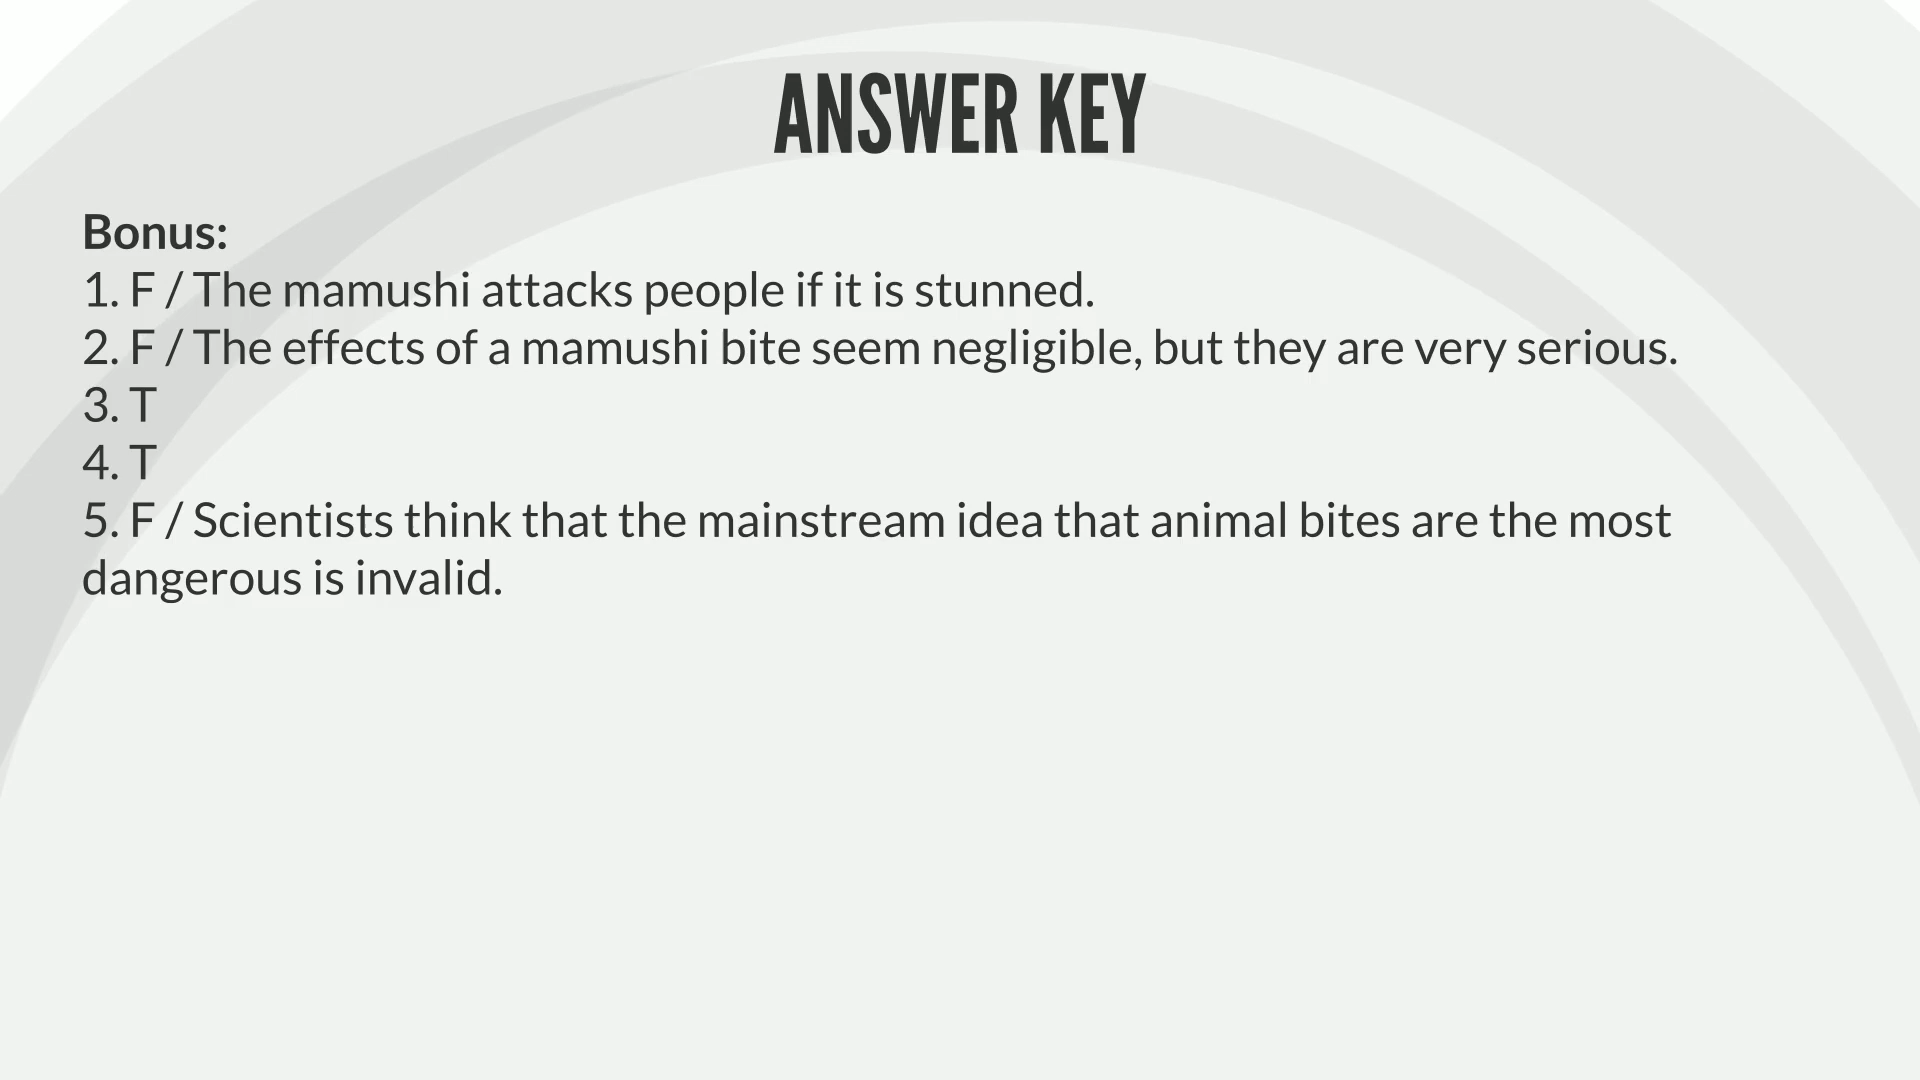 ANSWER KEY
Bonus:
1. F / The mamushi attacks people if it is stunned.
2. F / The effects of a mamushi bite seem negligible, but they are very serious.
3. T
4. T
5. F / Scientists think that the mainstream idea that animal bites are the most
dangerous is invalid.